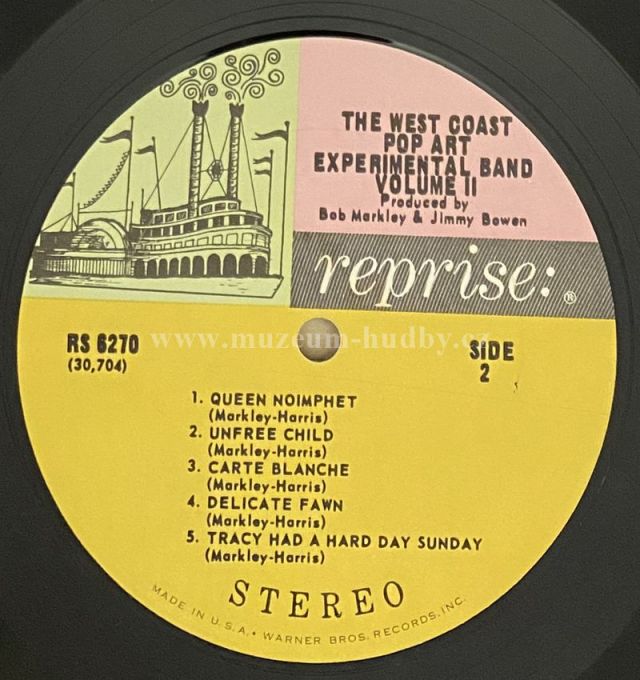 THE WEST COAST
POP ART
EXPERIMENTAL BAND
VOLUME II
Produced by
Bob Markley & Jimmy Bowen
reprise: ®
www.muzeum-hudby.cz
RS 6270
(30,704)
SIDE
2
1. QUEEN NOIMPHET
(Markley-Harris)
2. UNFREE CHILD
(Markley-Harris)
3. CARTE BLANCHE
(Markley-Harris)
4. DELICATE FAWN
(Markley-Harris)
5. TRACY HAD A HARD DAY SUNDAY
(Markley-Harris)
STEREO
MADE IN U.S.A. • WARNER BROS. RECORDS, INC.